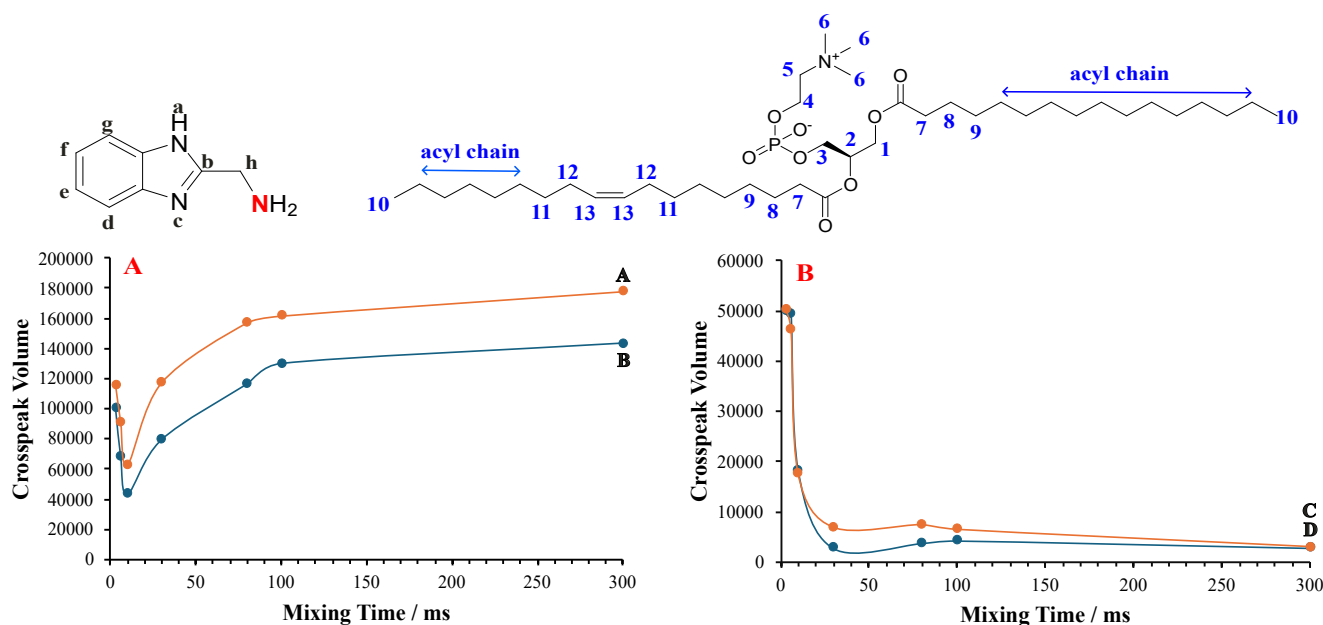 a
g
H
N
f
b
h
e
N
NH2
d
c
6
6
N+
6
5
4
O
O
acyl chain
O-
P
O
O
O
2
1
3
7
8
9
10
acyl chain
12
12
O
10
11
13
13
11
9
8
7
O
A
200000
180000
160000
140000
120000
100000
80000
60000
40000
20000
0
0
50
100
150
200
250
300
Crosspeak Volume
Mixing Time / ms
A
B
B
60000
50000
40000
30000
20000
10000
0
0
50
100
150
200
250
300
Crosspeak Volume
Mixing Time / ms
C
D